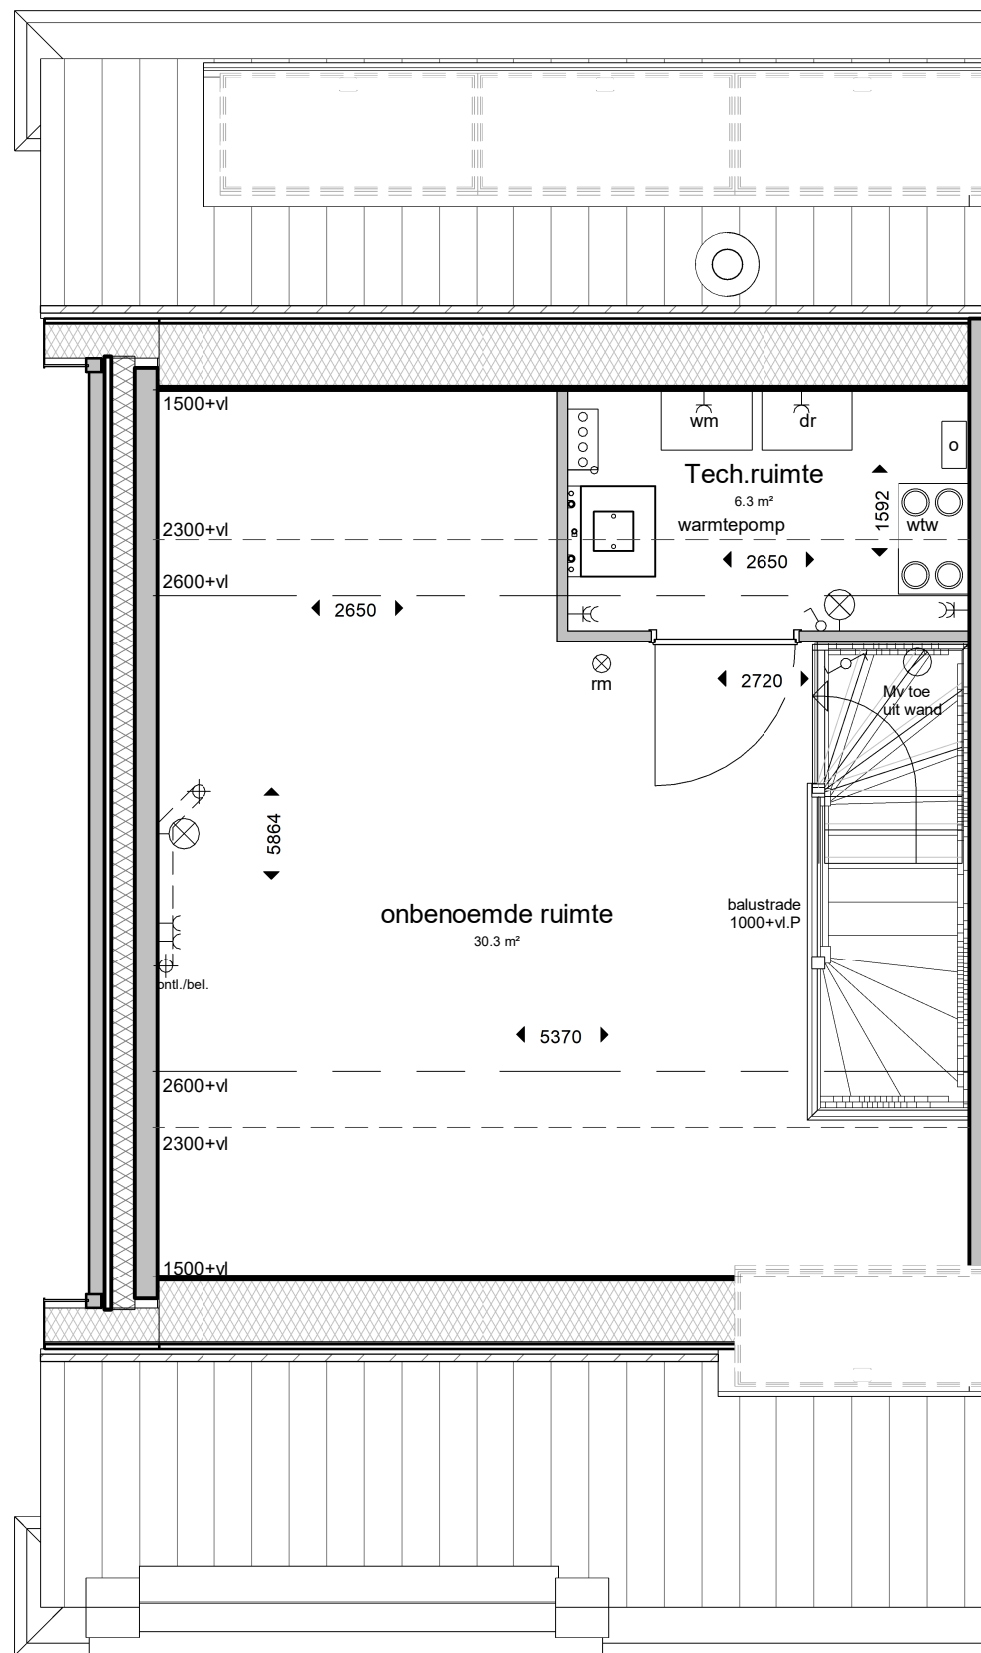 1500+vl
wm
dr
o
Tech.ruimte
6.3 m²
1592
warmtepomp
wtw
2300+vl
2650
2600+vl
2650
rm
2720
Mv toe
uit wand
5864
balustrade
1000+vl.P
onbenoemde ruimte
30.3 m²
ontl./bel.
5370
2600+vl
2300+vl
1500+vl